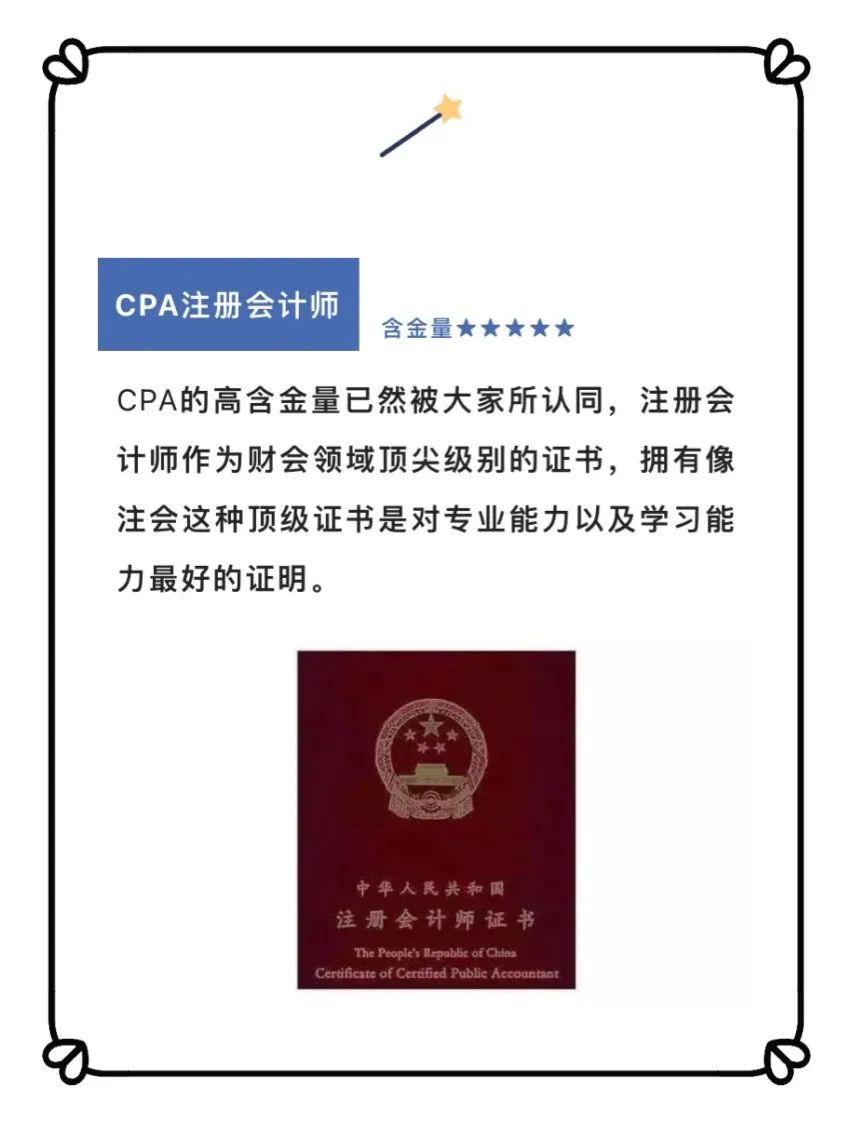 CPA注册会计师
含金量★★★★★
CPA的高含金量已然被大家所认同，注册会
计师作为财会领域顶尖级别的证书，拥有像
注会这种顶级证书是对专业能力以及学习能
力最好的证明。
中华人民共和国
注册会计师证书
The People's Republic of China
Certificate of Certified Public Accountant